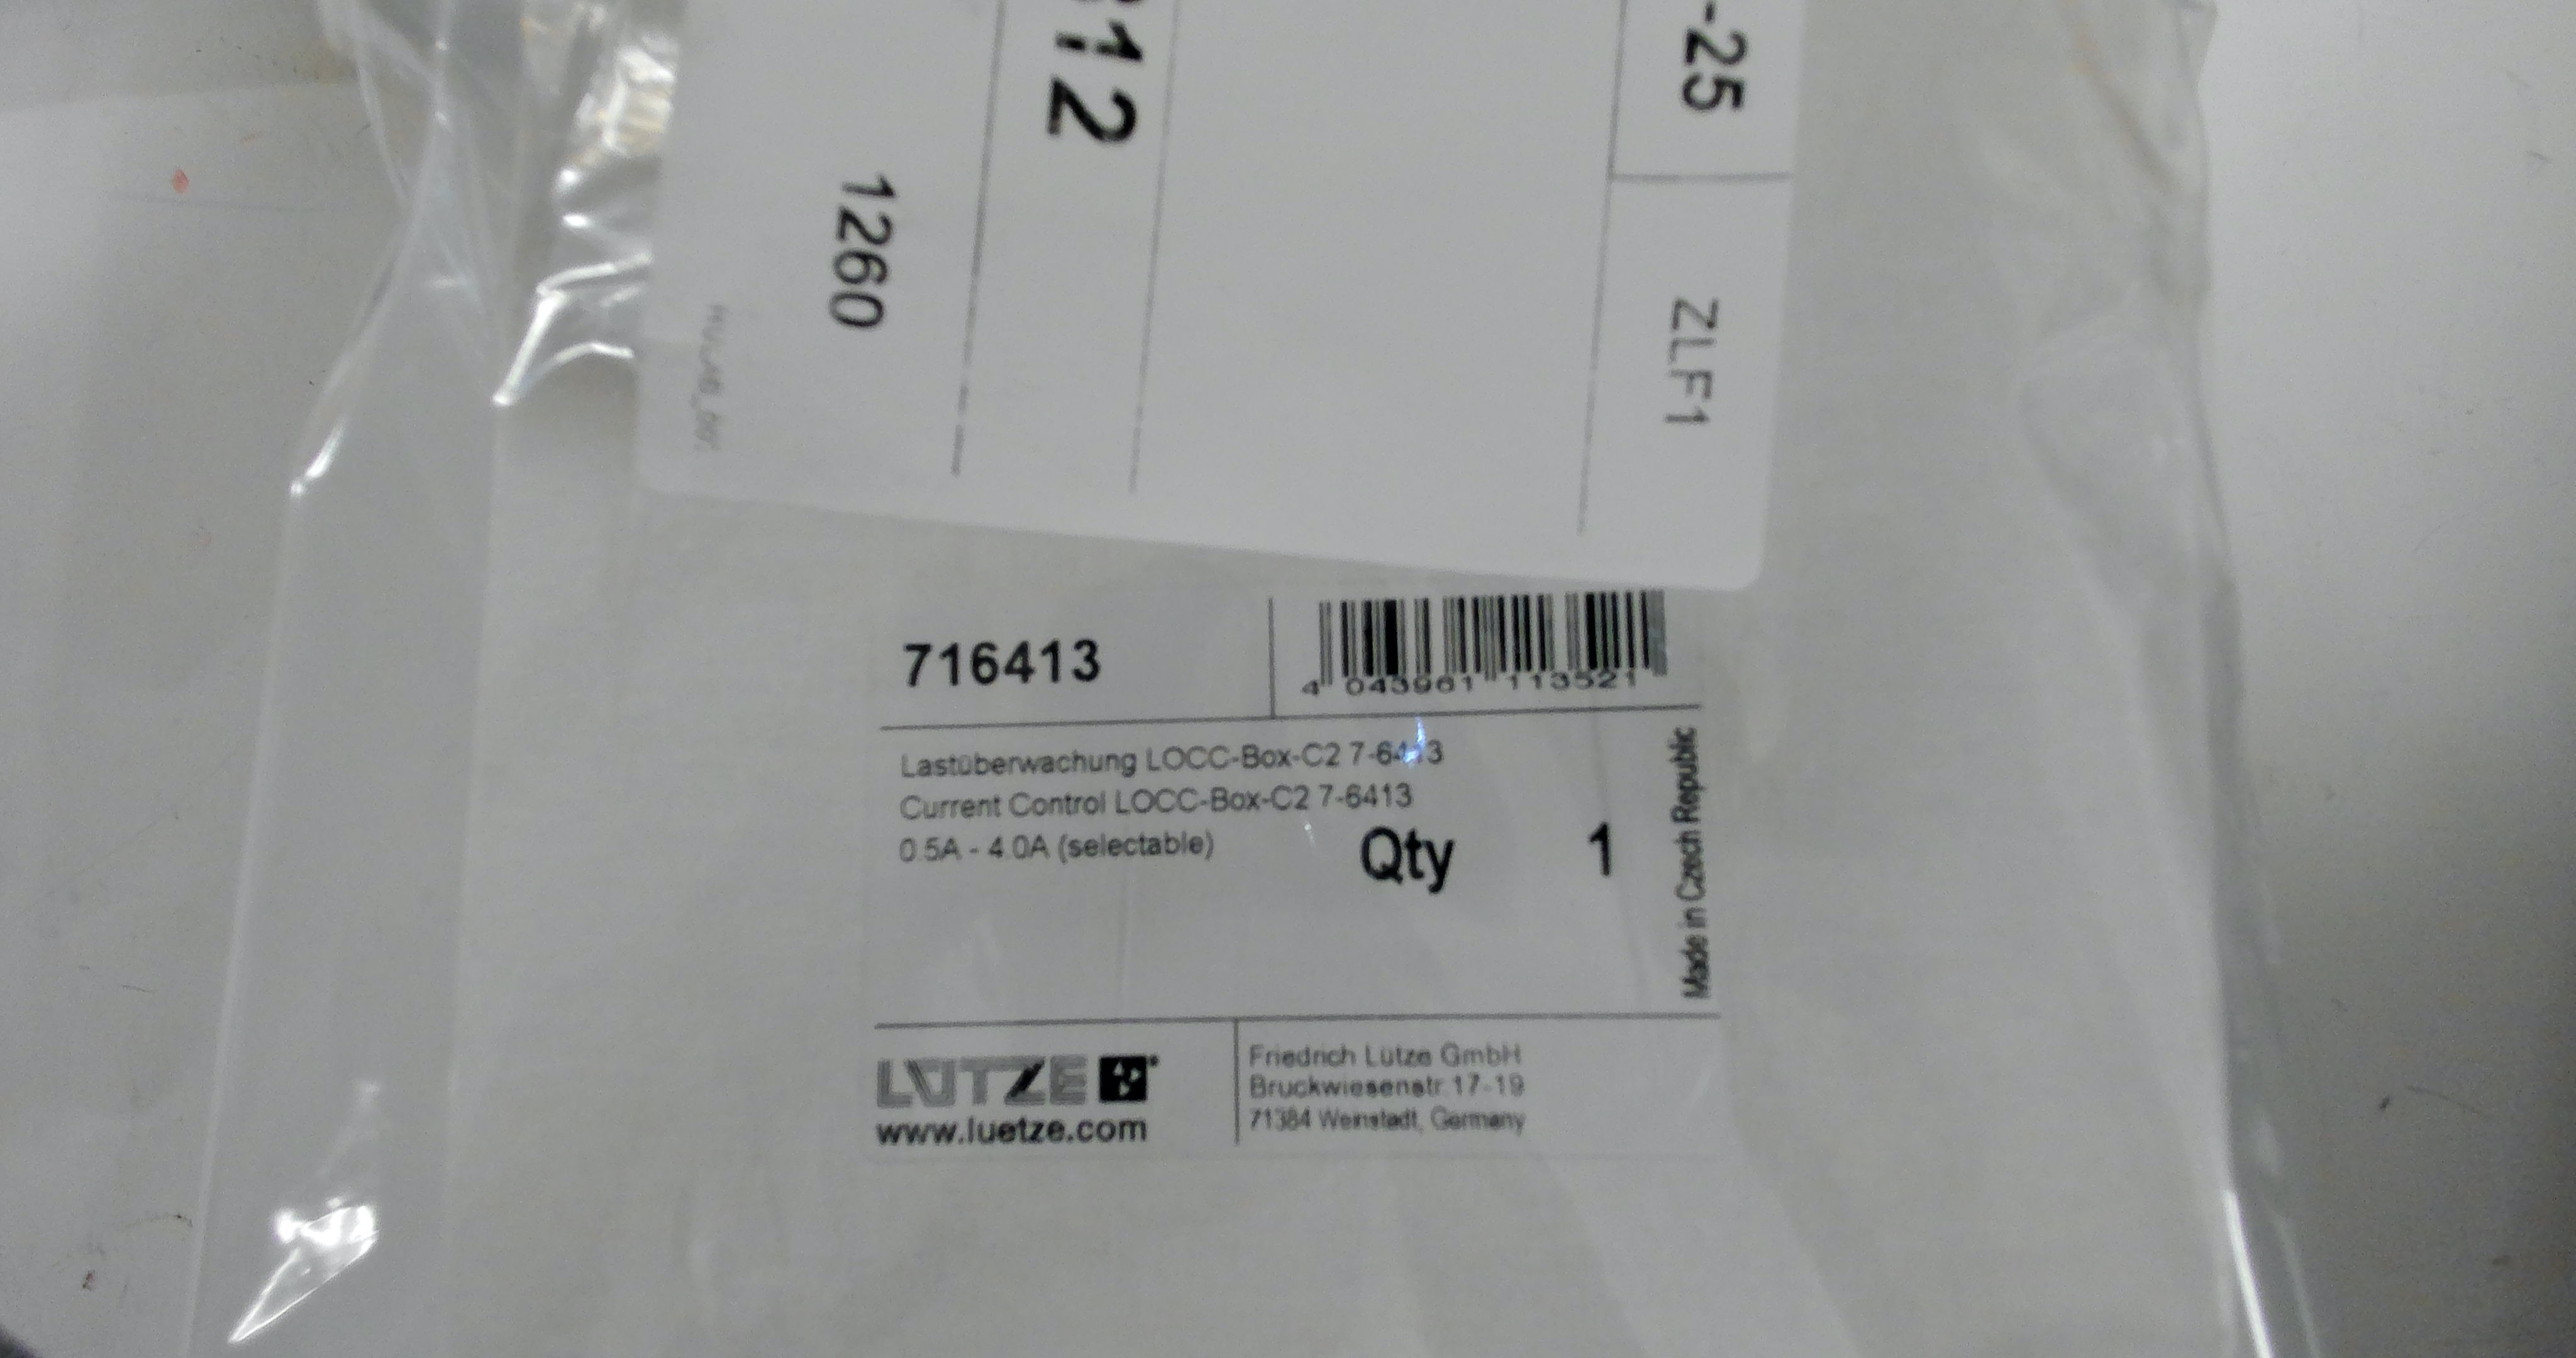 -25
ZLF1
12
1260
716413
4 043961 113521
Lastüberwachung LOCC-Box-C2 7-6413
Current Control LOCC-Box-C2 7-6413
0.5A - 4.0A (selectable)
Qty 1
Made in Czech Republic
LÜTZE
www.luetze.com
Friedrich Lütze GmbH
Bruckwiesenstr.17-19
71384 Weinstadt, Germany